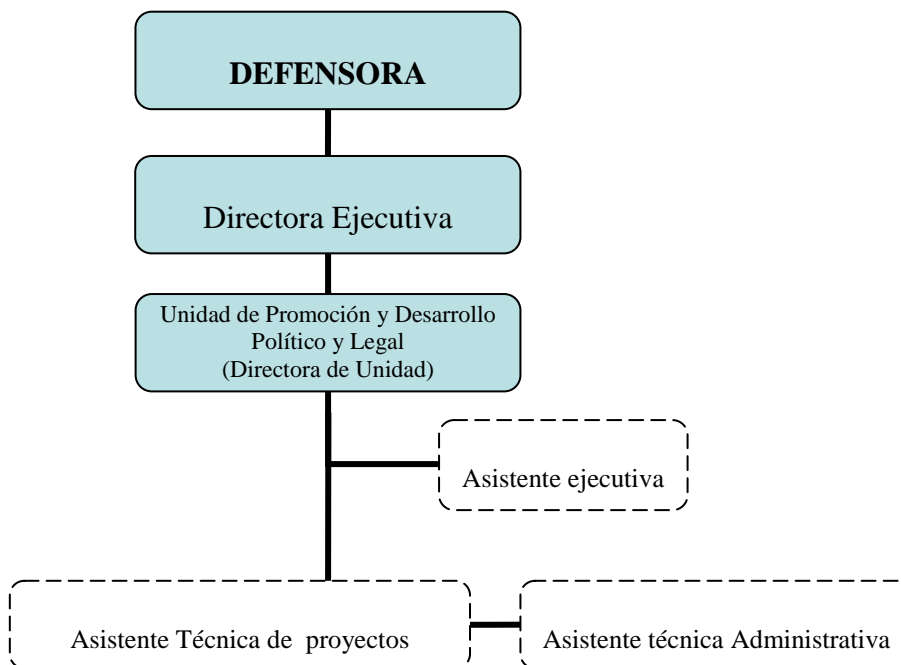 DEFENSORA
Directora Ejecutiva
Unidad de Promoción y Desarrollo
Político y Legal
(Directora de Unidad)
Asistente ejecutiva
Asistente Técnica de proyectos
Asistente técnica Administrativa